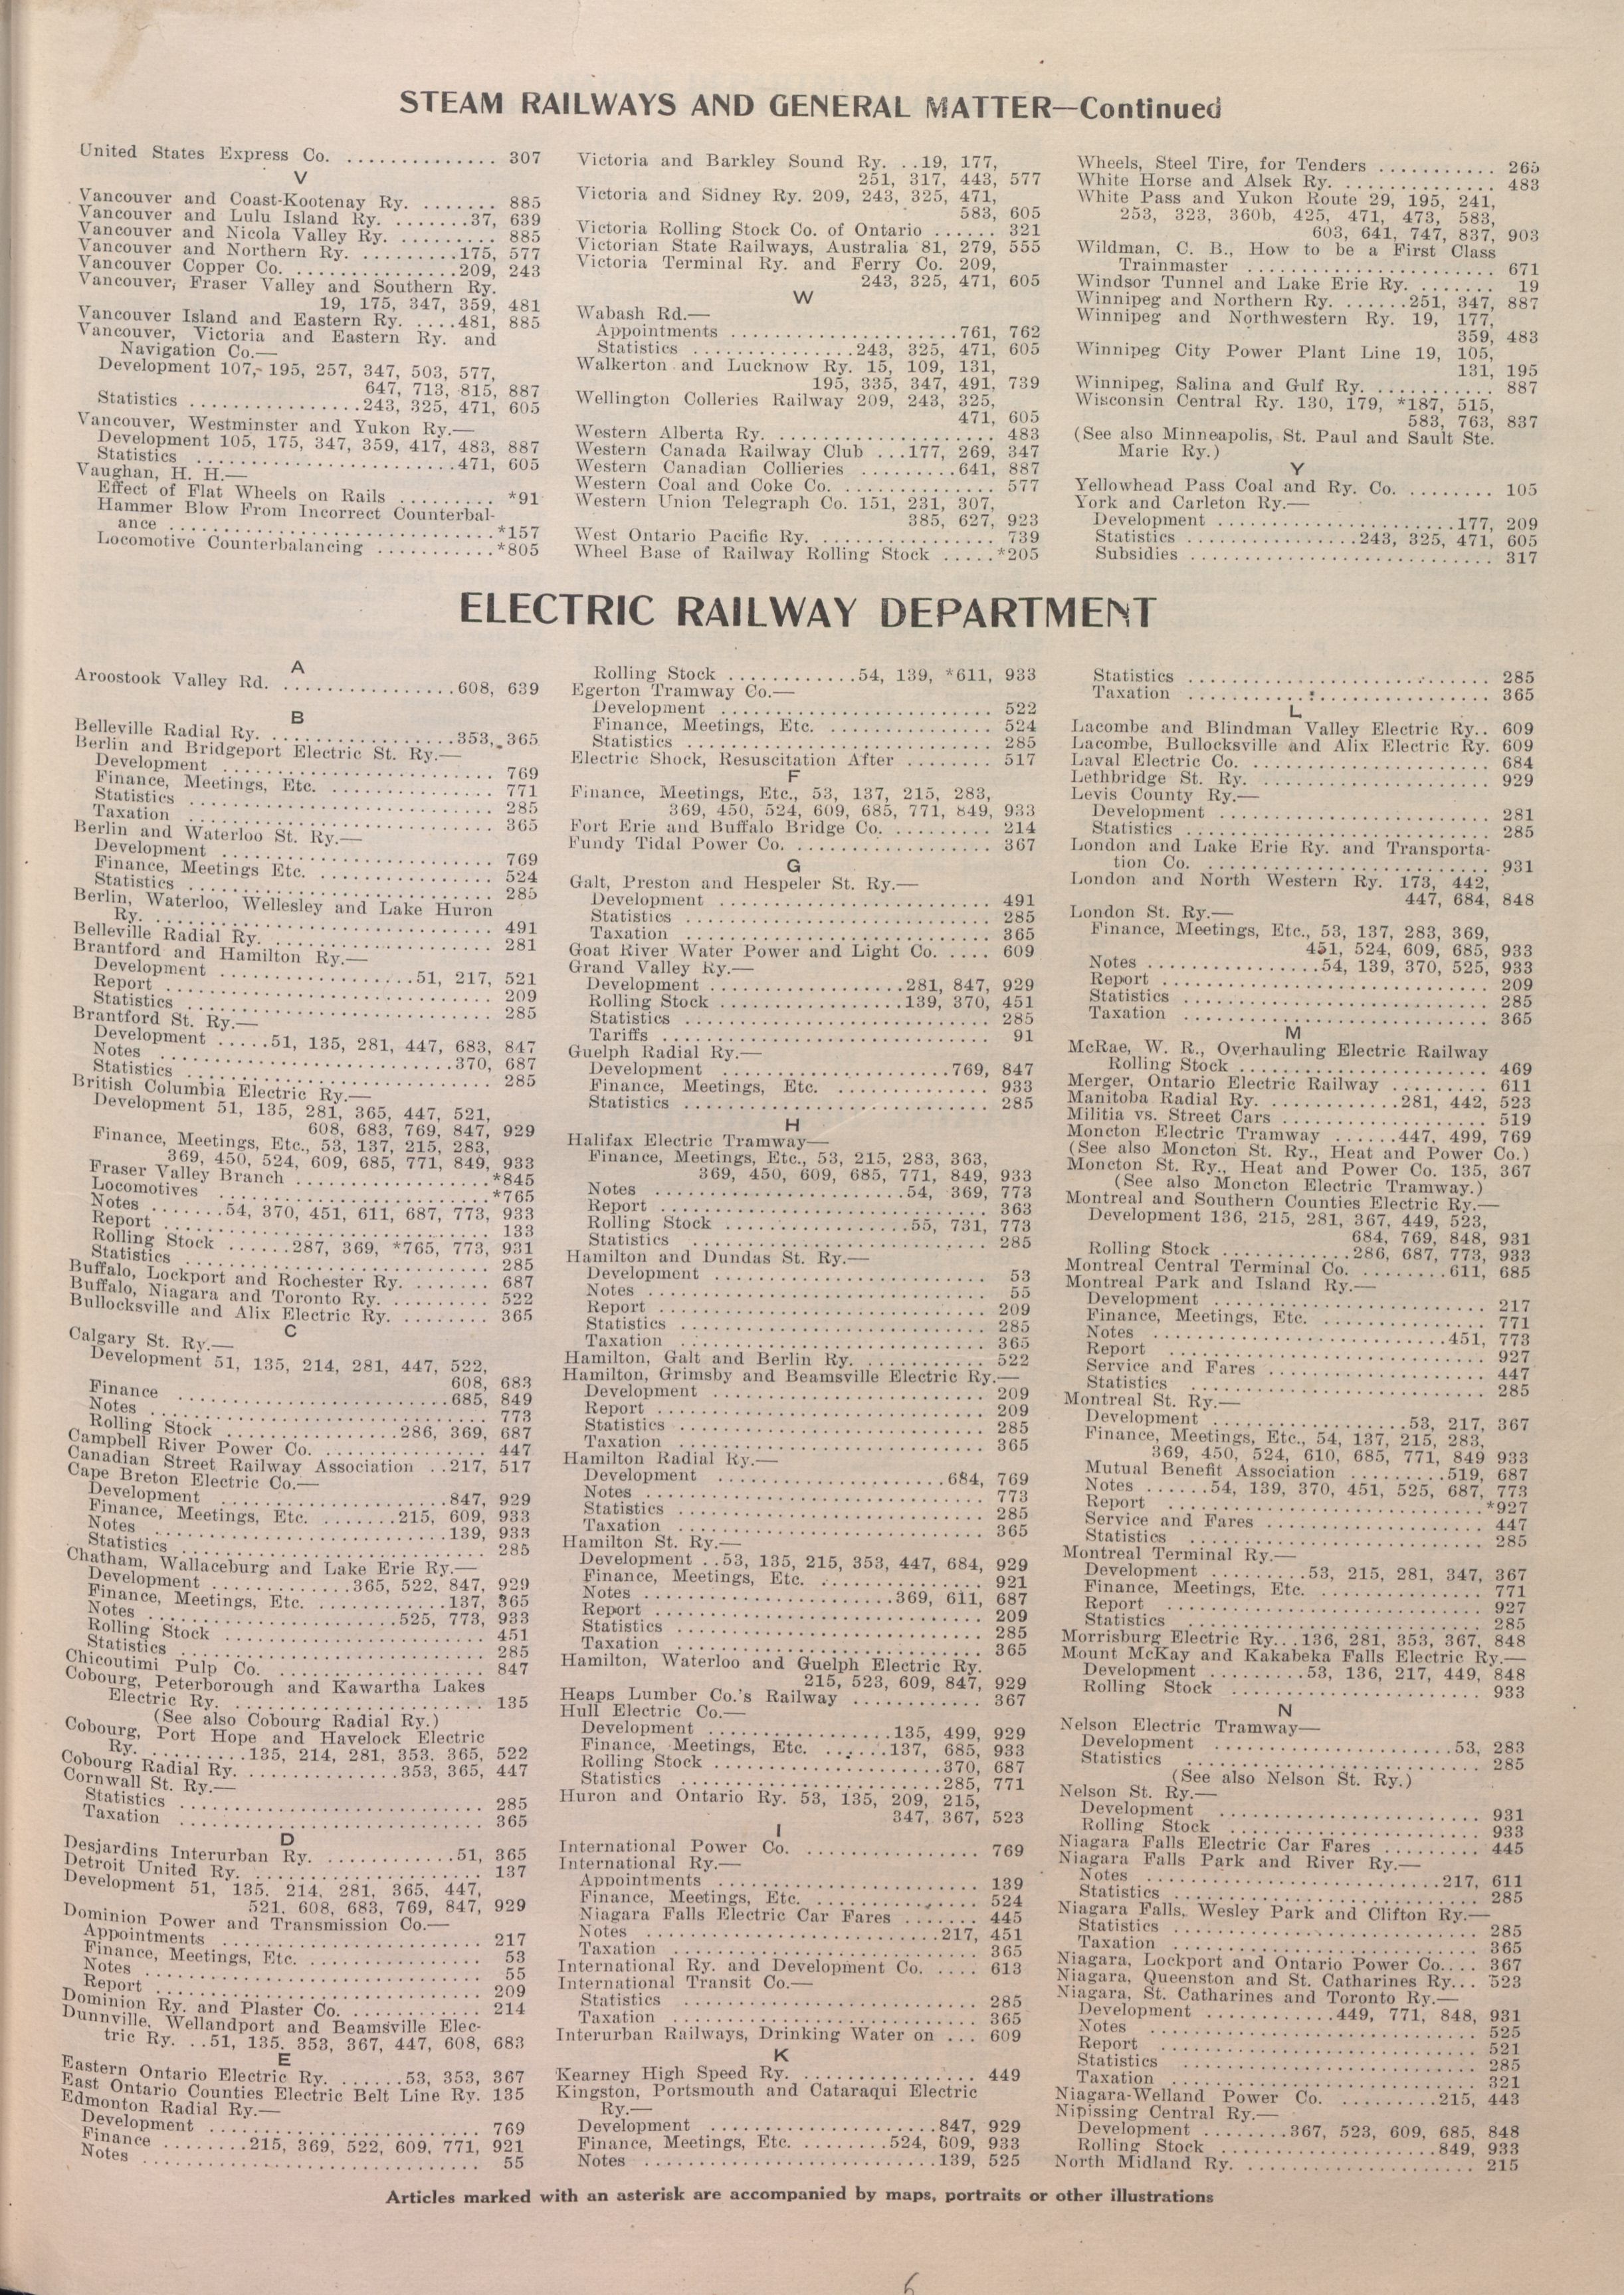 STEAM RAILWAYS AND GENERAL MATTER—Continued
United States Express Co. .............. 307
V
Vancouver and Coast-Kootenay Ry. ....... 885
Vancouver and Lulu Island Ry. .......37, 639
Vancouver and Nicola Valley Ry. ......... 885
Vancouver and Northern Ry. .........175, 577
Vancouver Copper Co. ...............209, 243
Vancouver, Fraser Valley and Southern Ry.
19, 175, 347, 359, 481
Vancouver Island and Eastern Ry. ....481, 885
Vancouver, Victoria and Eastern Ry. and
Navigation Co.—
Development 107, 195, 257, 347, 503, 577,
647, 713, 815, 887
Statistics ................243, 325, 471, 605
Vancouver, Westminster and Yukon Ry.—
Development 105, 175, 347, 359, 417, 483, 887
Statistics ........................471, 605
Vaughan, H. H.—
Effect of Flat Wheels on Rails ......... *91
Hammer Blow From Incorrect Counterbal-
ance ..............................*157
Locomotive Counterbalancing ...........*805
Victoria and Barkley Sound Ry. ..19, 177,
251, 317, 443, 577
Victoria and Sidney Ry. 209, 243, 325, 471,
583, 605
Victoria Rolling Stock Co. of Ontario ...... 321
Victorian State Railways, Australia 81, 279, 555
Victoria Terminal Ry. and Ferry Co. 209,
243, 325, 471, 605
W
Wabash Rd.—
Appointments ....................761, 762
Statistics ...............243, 325, 471, 605
Walkerton and Lucknow Ry. 15, 109, 131,
195, 335, 347, 491, 739
Wellington Colleries Railway 209, 243, 325,
471, 605
Western Alberta Ry. .................... 483
Western Canada Railway Club ...177, 269, 347
Western Canadian Collieries .........641, 887
Western Coal and Coke Co. .............. 577
Western Union Telegraph Co. 151, 231, 307,
385, 627, 923
West Ontario Pacific Ry. ................ 739
Wheel Base of Railway Rolling Stock .....*205
Wheels, Steel Tire, for Tenders ........... 265
White Horse and Alsek Ry. .............. 483
White Pass and Yukon Route 29, 195, 241,
253, 323, 360b, 425, 471, 473, 583,
603, 641, 747, 837, 903
Wildman, C. B., How to be a First Class
Trainmaster ....................... 671
Windsor Tunnel and Lake Erie Ry. ....... 19
Winnipeg and Northern Ry. ......251, 347, 887
Winnipeg and Northwestern Ry. 19, 177,
359, 483
Winnipeg City Power Plant Line 19, 105,
131, 195
Winnipeg, Salina and Gulf Ry. ........... 887
Wisconsin Central Ry. 130, 179, *187, 515,
583, 763, 837
(See also Minneapolis, St. Paul and Sault Ste.
Marie Ry.)
Y
Yellowhead Pass Coal and Ry. Co. ........ 105
York and Carleton Ry.—
Development .......................177, 209
Statistics ................243, 325, 471, 605
Subsidies ............................. 317
ELECTRIC RAILWAY DEPARTMENT
A
Aroostook Valley Rd. ................608, 639
B
Belleville Radial Ry. ..................353, 365
Berlin and Bridgeport Electric St. Ry.—
Development ........................... 769
Finance, Meetings, Etc. ................ 771
Statistics .............................. 285
Taxation ............................... 365
Berlin and Waterloo St. Ry.—
Development ........................... 769
Finance, Meetings Etc. ................. 524
Statistics .............................. 285
Berlin, Waterloo, Wellesley and Lake Huron
Ry. ................................. 491
Belleville Radial Ry. ..................... 281
Brantford and Hamilton Ry.—
Development ...................51, 217, 521
Report ................................. 209
Statistics .............................. 285
Brantford St. Ry.—
Development .....51, 135, 281, 447, 683, 847
Notes .............................370, 687
Statistics .............................. 285
British Columbia Electric Ry.—
Development 51, 135, 281, 365, 447, 521,
608, 683, 769, 847, 929
Finance, Meetings, Etc., 53, 137, 215, 283,
369, 450, 524, 609, 685, 771, 849, 933
Fraser Valley Branch ...................*845
Locomotives ..........................*765
Notes .......54, 370, 451, 611, 687, 773, 933
Report ................................. 133
Rolling Stock ......287, 369, *765, 773, 931
Statistics .............................. 285
Buffalo, Lockport and Rochester Ry. ....... 687
Buffalo, Niagara and Toronto Ry. ......... 522
Bullocksville and Alix Electric Ry. ........ 365
C
Calgary St. Ry.—
Development 51, 135, 214, 281, 447, 522,
608, 683
Finance ...........................685, 849
Notes ................................. 773
Rolling Stock ................286, 369, 687
Campbell River Power Co. ............... 447
Canadian Street Railway Association ..217, 517
Cape Breton Electric Co.—
Development .......................847, 929
Finance, Meetings, Etc. .......215, 609, 933
Notes .............................139, 933
Statistics .............................. 285
Chatham, Wallaceburg and Lake Erie Ry.—
Development .............365, 522, 847, 929
Finance, Meetings, Etc. ............137, 365
Notes ........................525, 773, 933
Rolling Stock ......................... 451
Statistics .............................. 285
Chicoutimi Pulp Co. .................... 847
Cobourg, Peterborough and Kawartha Lakes
Electric Ry. ......................... 135
(See also Cobourg Radial Ry.)
Cobourg, Port Hope and Havelock Electric
Ry. .........135, 214, 281, 353, 365, 522
Cobourg Radial Ry. ..............353, 365, 447
Cornwall St. Ry.—
Statistics .............................. 285
Taxation ............................... 365
D
Desjardins Interurban Ry. ............51, 365
Detroit United Ry. ...................... 137
Development 51, 135, 214, 281, 365, 447,
521, 608, 683, 769, 847, 929
Dominion Power and Transmission Co.—
Appointments ......................... 217
Finance, Meetings, Etc. ................ 53
Notes .................................. 55
Report ................................. 209
Dominion Ry. and Plaster Co. ............ 214
Dunnville, Wellandport and Beamsville Elec-
tric Ry. ..51, 135, 353, 367, 447, 608, 683
E
Eastern Ontario Electric Ry. ......53, 353, 367
East Ontario Counties Electric Belt Line Ry. 135
Edmonton Radial Ry.—
Development ........................... 769
Finance ........215, 369, 522, 609, 771, 921
Notes .................................. 55
Rolling Stock ............54, 139, *611, 933
Egerton Tramway Co.—
Development .......................... 522
Finance, Meetings, Etc. ............... 524
Statistics ............................. 285
Electric Shock, Resuscitation After ........ 517
F
Finance, Meetings, Etc., 53, 137, 215, 283,
369, 450, 524, 609, 685, 771, 849, 933
Fort Erie and Buffalo Bridge Co. ......... 214
Fundy Tidal Power Co. .................. 367
G
Galt, Preston and Hespeler St. Ry.—
Development .......................... 491
Statistics ............................. 285
Taxation .............................. 365
Goat River Water Power and Light Co. .... 609
Grand Valley Ry.—
Development ..................281, 847, 929
Rolling Stock .................139, 370, 451
Statistics ............................. 285
Tariffs ................................ 91
Guelph Radial Ry.—
Development .......................769, 847
Finance, Meetings, Etc. ............... 933
Statistics ............................. 285
H
Halifax Electric Tramway—
Finance, Meetings, Etc., 53, 215, 283, 363,
369, 450, 609, 685, 771, 849, 933
Notes .......................54, 369, 773
Report ................................ 363
Rolling Stock .................55, 731, 773
Statistics ............................. 285
Hamilton and Dundas St. Ry.—
Development .......................... 53
Notes ................................. 55
Report ................................ 209
Statistics ............................. 285
Taxation .............................. 365
Hamilton, Galt and Berlin Ry. ........... 522
Hamilton, Grimsby and Beamsville Electric Ry.—
Development .......................... 209
Report ................................ 209
Statistics ............................. 285
Taxation .............................. 365
Hamilton Radial Ry.—
Development .......................684, 769
Notes ................................. 773
Statistics ............................. 285
Taxation .............................. 365
Hamilton St. Ry.—
Development ..53, 135, 215, 353, 447, 684, 929
Finance, Meetings, Etc. ............... 921
Notes ........................369, 611, 687
Report ................................ 209
Statistics ............................. 285
Taxation .............................. 365
Hamilton, Waterloo and Guelph Electric Ry.
215, 523, 609, 847, 929
Heaps Lumber Co.'s Railway ............ 367
Hull Electric Co.—
Development ..................135, 499, 929
Finance, Meetings, Etc. ......137, 685, 933
Rolling Stock .....................370, 687
Statistics .........................285, 771
Huron and Ontario Ry. 53, 135, 209, 215,
347, 367, 523
I
International Power Co. ................ 769
International Ry.—
Appointments ......................... 139
Finance, Meetings, Etc. ............... 524
Niagara Falls Electric Car Fares ....... 445
Notes ............................217, 451
Taxation .............................. 365
International Ry. and Development Co. .... 613
International Transit Co.—
Statistics ............................. 285
Taxation .............................. 365
Interurban Railways, Drinking Water on ... 609
K
Kearney High Speed Ry. ................ 449
Kingston, Portsmouth and Cataraqui Electric
Ry.—
Development .......................847, 929
Finance, Meetings, Etc. ........524, 609, 933
Notes .............................139, 525
Statistics ............................. 285
Taxation .............................. 365
L
Lacombe and Blindman Valley Electric Ry.. 609
Lacombe, Bullocksville and Alix Electric Ry. 609
Laval Electric Co. ...................... 684
Lethbridge St. Ry. ...................... 929
Levis County Ry.—
Development .......................... 281
Statistics ............................. 285
London and Lake Erie Ry. and Transporta-
tion Co. ............................ 931
London and North Western Ry. 173, 442,
447, 684, 848
London St. Ry.—
Finance, Meetings, Etc., 53, 137, 283, 369,
451, 524, 609, 685, 933
Notes ................54, 139, 370, 525, 933
Report ................................ 209
Statistics ............................. 285
Taxation .............................. 365
M
McRae, W. R., Overhauling Electric Railway
Rolling Stock ....................... 469
Merger, Ontario Electric Railway ......... 611
Manitoba Radial Ry. ............281, 442, 523
Militia vs. Street Cars ................... 519
Moncton Electric Tramway ......447, 499, 769
(See also Moncton St. Ry., Heat and Power Co.)
Moncton St. Ry., Heat and Power Co. 135, 367
(See also Moncton Electric Tramway.)
Montreal and Southern Counties Electric Ry.—
Development 136, 215, 281, 367, 449, 523,
684, 769, 848, 931
Rolling Stock ............286, 687, 773, 933
Montreal Central Terminal Co. ........611, 685
Montreal Park and Island Ry.—
Development .......................... 217
Finance, Meetings, Etc. ............... 771
Notes .............................451, 773
Report ................................ 927
Service and Fares ..................... 447
Statistics ............................. 285
Montreal St. Ry.—
Development ...................53, 217, 367
Finance, Meetings, Etc., 54, 137, 215, 283,
369, 450, 524, 610, 685, 771, 849 933
Mutual Benefit Association .........519, 687
Notes ......54, 139, 370, 451, 525, 687, 773
Report ...............................*927
Service and Fares ..................... 447
Statistics ............................. 285
Montreal Terminal Ry.—
Development .........53, 215, 281, 347, 367
Finance, Meetings, Etc. ............... 771
Report ................................ 927
Statistics ............................. 285
Morrisburg Electric Ry...136, 281, 353, 367, 848
Mount McKay and Kakabeka Falls Electric Ry.—
Development .........53, 136, 217, 449, 848
Rolling Stock ......................... 933
N
Nelson Electric Tramway—
Development .......................53, 283
Statistics ............................. 285
(See also Nelson St. Ry.)
Nelson St. Ry.—
Development .......................... 931
Rolling Stock ......................... 933
Niagara Falls Electric Car Fares ......... 445
Niagara Falls Park and River Ry.—
Notes .............................217, 611
Statistics ............................. 285
Niagara Falls, Wesley Park and Clifton Ry.—
Statistics ............................. 285
Taxation .............................. 365
Niagara, Lockport and Ontario Power Co.... 367
Niagara, Queenston and St. Catharines Ry... 523
Niagara, St. Catharines and Toronto Ry.—
Development ............449, 771, 848, 931
Notes ................................. 525
Report ................................ 521
Statistics ............................. 285
Taxation .............................. 321
Niagara-Welland Power Co. .........215, 443
Nipissing Central Ry.—
Development ........367, 523, 609, 685, 848
Rolling Stock .....................849, 933
North Midland Ry. ...................... 215
Articles marked with an asterisk are accompanied by maps, portraits or other illustrations
6